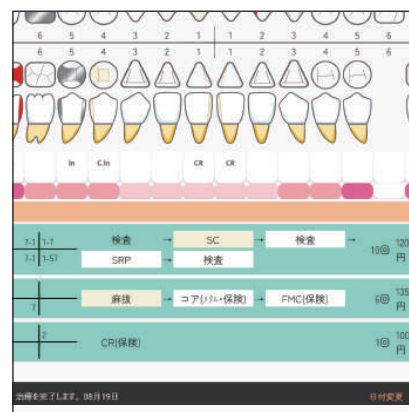 6 5 4 3 2 1 1 2 3 4 5 6
6 5 4 3 2 1 1 2 3 4 5 6
In C.In CR CR
7-1 1-7 検査 → SC → 検査 → 10回 120
7-1 1-57 SRP → 検査 円
7 麻抜 → コア(メタル・保険) → FMC(保険) 6回 135
円
2 CR(保険) 1回 100
円
治療を完了します。08月19日 日付変更